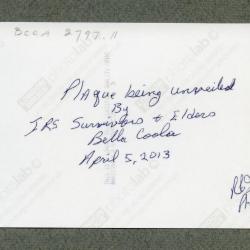 BCCA 2797.11
Plaque being unveiled
By
IRS Survivors & Elders
Bella Coola
April 5, 2013